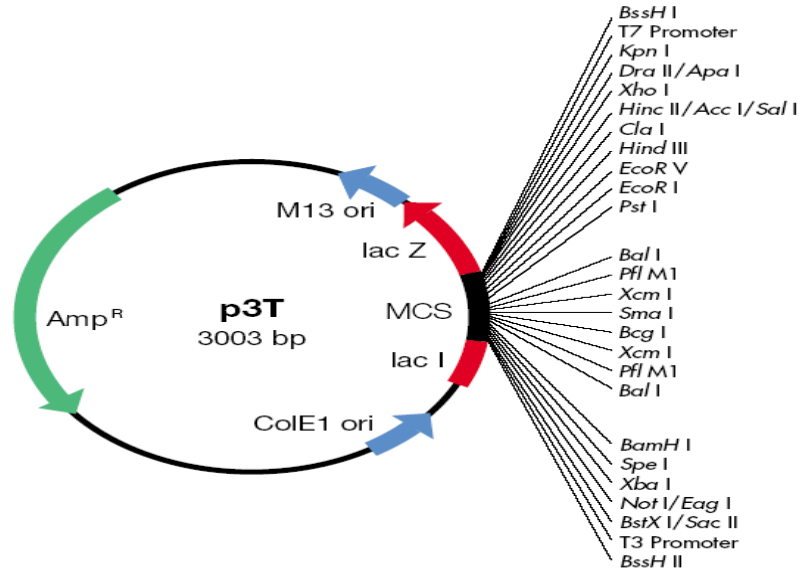 BssH I
T7 Promoter
Kpn I
Dra II/Apa I
Xho I
Hinc II/Acc I/Sal I
Cla I
Hind III
EcoR V
EcoR I
Pst I
Bal I
Pfl M1
Xcm I
Sma I
Bcg I
Xcm I
Pfl M1
Bal I
BamH I
Spe I
Xba I
Not I/Eag I
BstX I/Sac II
T3 Promoter
BssH II
M13 ori
lac Z
MCS
lac I
ColE1 ori
Amp R
p3T
3003 bp